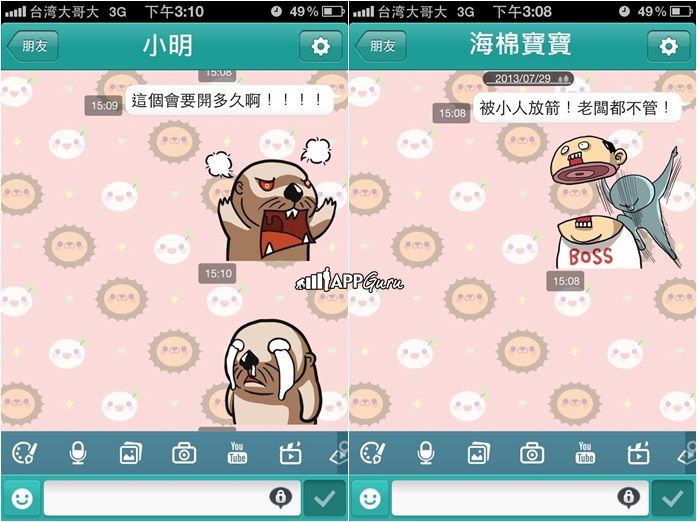 台湾大哥大 3G 下午3:10 49%
朋友 小明
15:08
15:09 這個會要開多久啊！！！！
15:10
You Tube
台湾大哥大 3G 下午3:08 49%
朋友 海棉寶寶
2013/07/29
15:08 被小人放箭！老闆都不管！
BOSS
15:08
You Tube
APP Guru